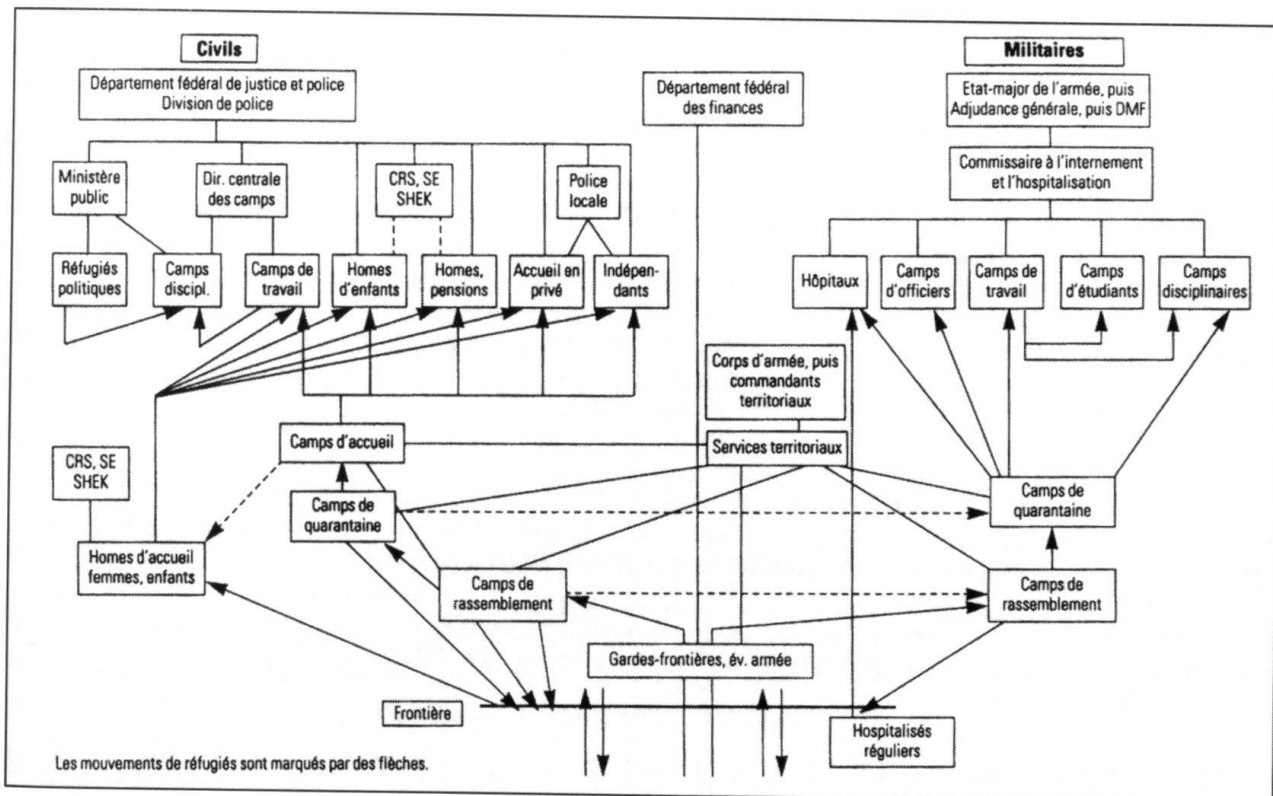 Civils
Département fédéral de justice et police
Division de police
Département fédéral
des finances
Militaires
Etat-major de l'armée, puis
Adjudance générale, puis DMF
Commissaire à l'internement
et l'hospitalisation
Ministère
public
Dir. centrale
des camps
CRS, SE
SHEK
Police
locale
Réfugiés
politiques
Camps
discipl.
Camps de
travail
Homes
d'enfants
Homes,
pensions
Accueil en
privé
Indépen-
dants
Hôpitaux
Camps
d'officiers
Camps de
travail
Camps
d'étudiants
Camps
disciplinaires
Corps d'armée, puis
commandants
territoriaux
Camps d'accueil
Services territoriaux
CRS, SE
SHEK
Camps de
quarantaine
Camps de
quarantaine
Homes d'accueil
femmes, enfants
Camps de
rassemblement
Camps de
rassemblement
Gardes-frontières, év. armée
Frontière
Hospitalisés
réguliers
Les mouvements de réfugiés sont marqués par des flèches.